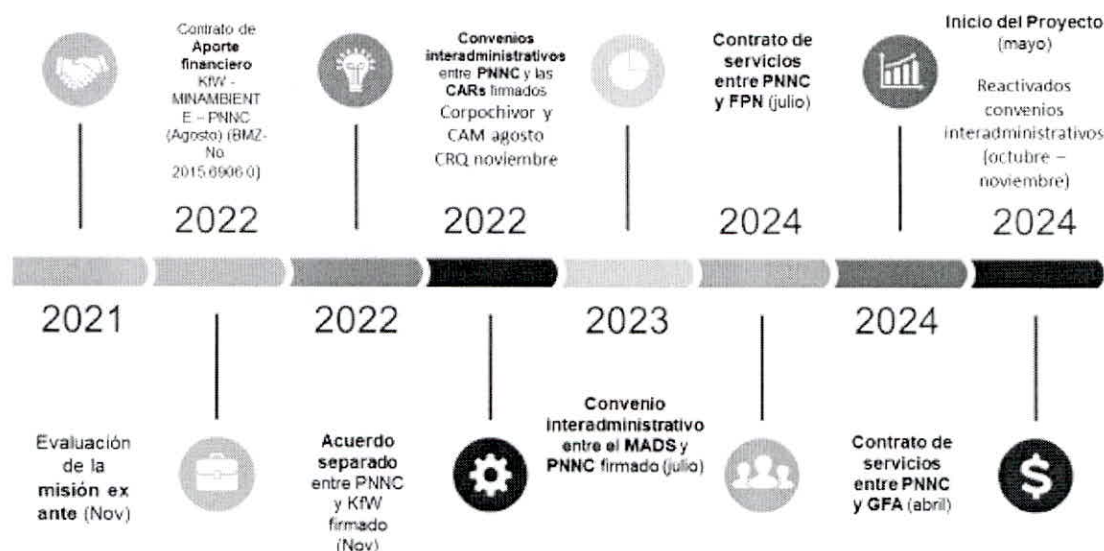 Contrato de
Aporte
financiero
KfW -
MINAMBIENT
E – PNNC
(Agosto) (BMZ-
No
2015.6906.0)
2022
Convenios
interadministrativos
entre PNNC y las
CARs firmados
Corpochivor y
CAM agosto
CRQ noviembre
2022
Contrato de
servicios
entre PNNC
y FPN (julio)
2024
Inicio del Proyecto
(mayo)
Reactivados
convenios
interadministrativos
(octubre –
noviembre)
2024
2021
Evaluación
de la
misión ex
ante (Nov)
2022
Acuerdo
separado
entre PNNC
y KfW
firmado
(Nov)
2023
Convenio
interadministrativo
entre el MADS y
PNNC firmado (julio)
2024
Contrato de
servicios
entre PNNC
y GFA (abril)
$